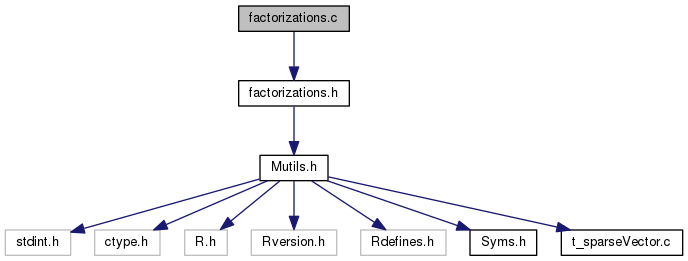 factorizations.c
factorizations.h
Mutils.h
stdint.h
ctype.h
R.h
Rversion.h
Rdefines.h
Syms.h
t_sparseVector.c